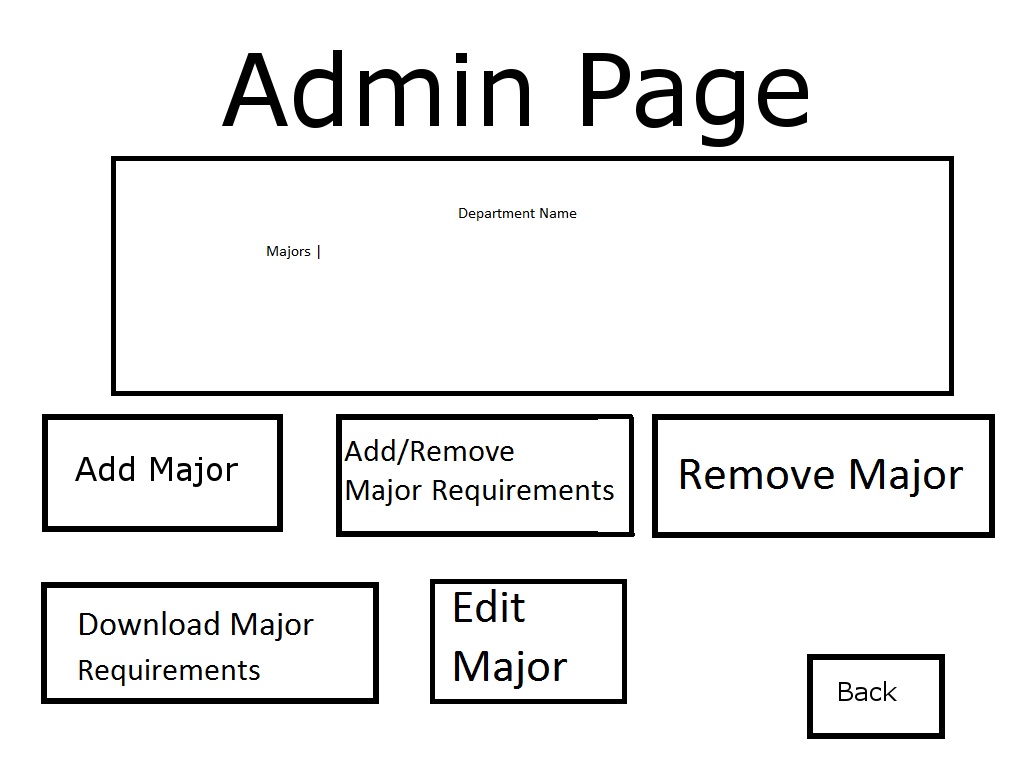 Admin Page
Department Name
Majors |
Add Major
Add/Remove
Major Requirements
Remove Major
Download Major
Requirements
Edit
Major
Back